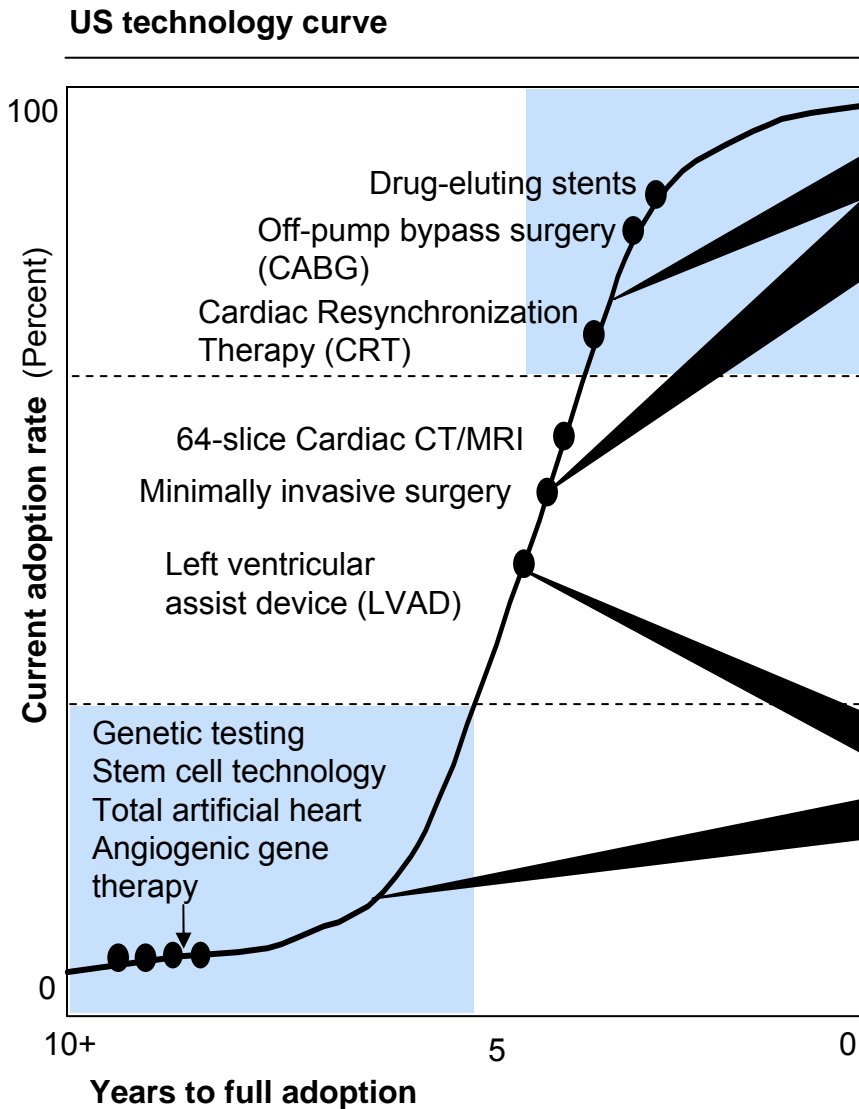 US technology curve
100
Drug-eluting stents
Off-pump bypass surgery
(CABG)
Cardiac Resynchronization
Therapy (CRT)
64-slice Cardiac CT/MRI
Minimally invasive surgery
Left ventricular
assist device (LVAD)
Current adoption rate (Percent)
Genetic testing
Stem cell technology
Total artificial heart
Angiogenic gene
therapy
0
10+ 5 0
Years to full adoption